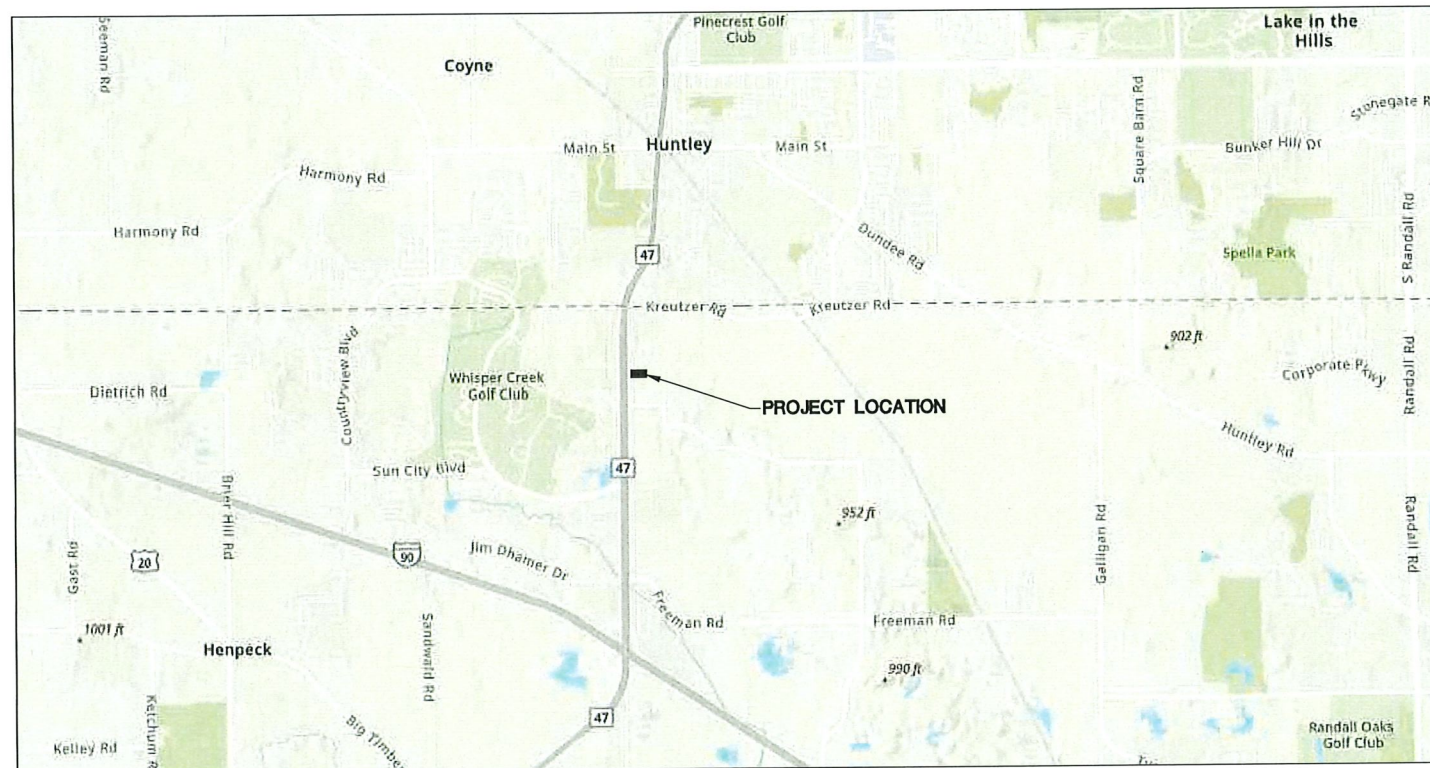 Seeman Rd
Pinecrest Golf
Club
Lake in the
Hills
Coyne
Square Barn Rd
Stonegate R
Main St
Huntley
Main St
Bunker Hill Dr
Harmony Rd
Harmony Rd
Dundee Rd
S Randall Rd
47
Spella Park
Kreutzer Rd
Kreutzer Rd
902 ft
Countryview Blvd
Randall Rd
Whisper Creek
Golf Club
Corporate Pkwy
Dietrich Rd
PROJECT LOCATION
Huntley Rd
Sun City Blvd
47
Brier Hill Rd
952 ft
Randall Rd
Galligan Rd
90
Jim Dhamer Dr
20
Gast Rd
Freeman Rd
Freeman Rd
1001 ft
Sandwald Rd
Henpeck
990 ft
Ketchum R
47
Big Timbe
Kelley Rd
Randall Oaks
Golf Club